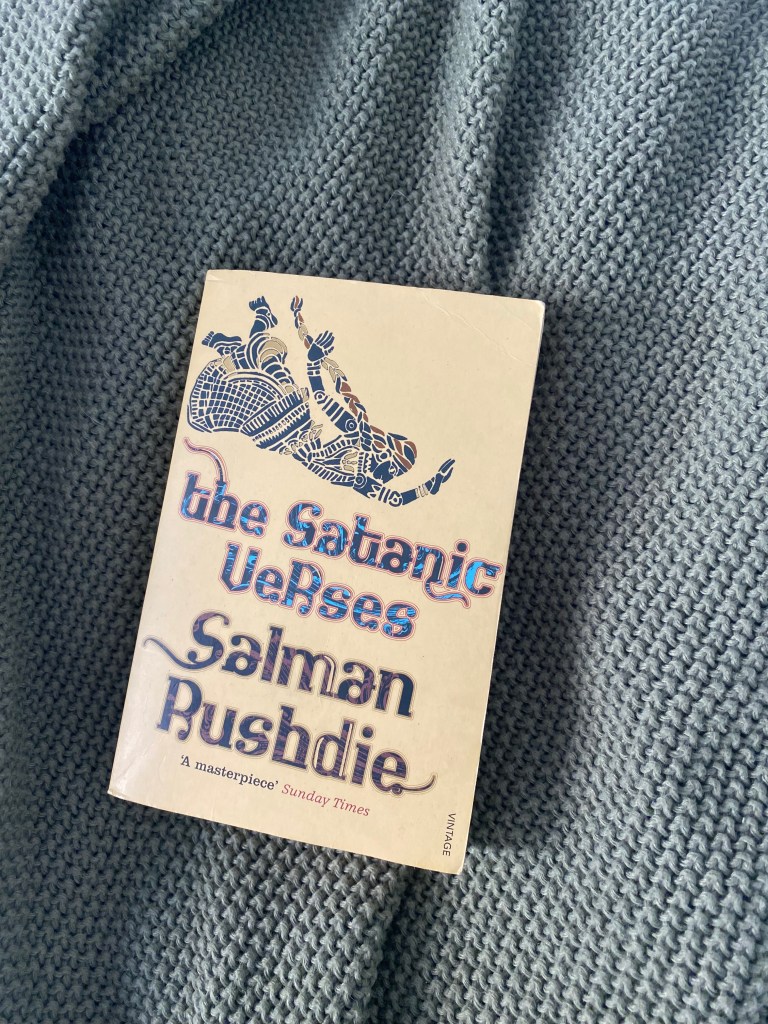 the Satanic
Verses
Salman
Rushdie
'A masterpiece' Sunday Times
VINTAGE